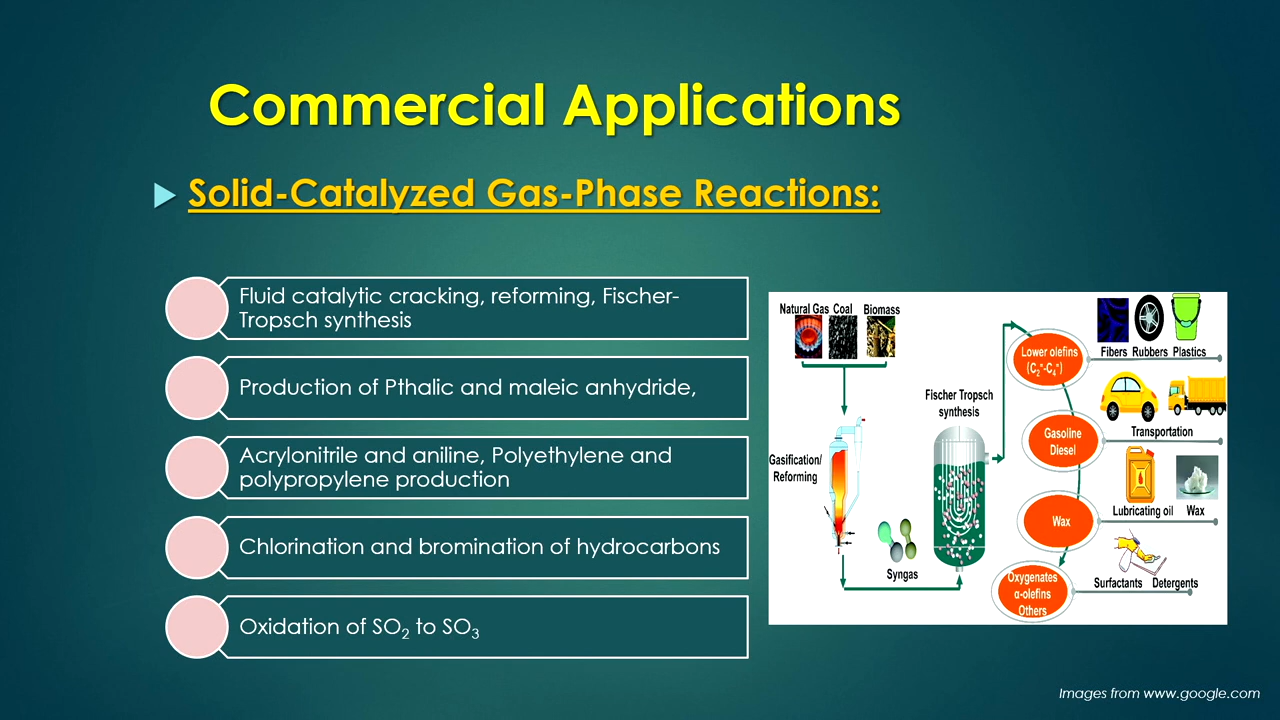 Commercial Applications
Solid-Catalyzed Gas-Phase Reactions:
Fluid catalytic cracking, reforming, Fischer-
Tropsch synthesis
Production of Pthalic and maleic anhydride,
Acrylonitrile and aniline, Polyethylene and
polypropylene production
Chlorination and bromination of hydrocarbons
Oxidation of SO₂ to SO₃
Natural Gas Coal Biomass
Gasification/
Reforming
Syngas
Fischer Tropsch
synthesis
Lower olefins
(C₂⁼-C₄⁼)
Fibers Rubbers Plastics
Gasoline
Diesel
Transportation
Wax
Lubricating oil Wax
Oxygenates
α-olefins
Others
Surfactants Detergents
Images from www.google.com